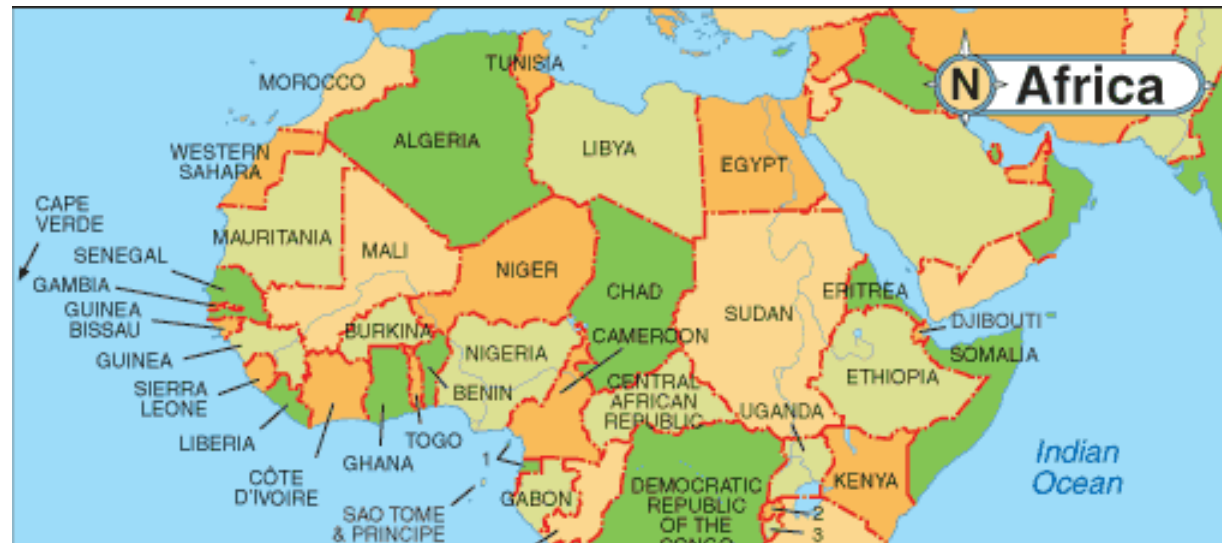 N Africa
MOROCCO
TUNISIA
ALGERIA
LIBYA
EGYPT
WESTERN
SAHARA
CAPE
VERDE
MAURITANIA
MALI
NIGER
CHAD
SUDAN
ERITREA
SENEGAL
GAMBIA
GUINEA
BISSAU
GUINEA
SIERRA
LEONE
LIBERIA
CÔTE
D'IVOIRE
GHANA
TOGO
BENIN
BURKINA
NIGERIA
CAMEROON
CENTRAL
AFRICAN
REPUBLIC
UGANDA
ETHIOPIA
DJIBOUTI
SOMALIA
KENYA
1
GABON
SAO TOME
& PRINCIPE
DEMOCRATIC
REPUBLIC
OF THE
CONGO
2
3
Indian
Ocean